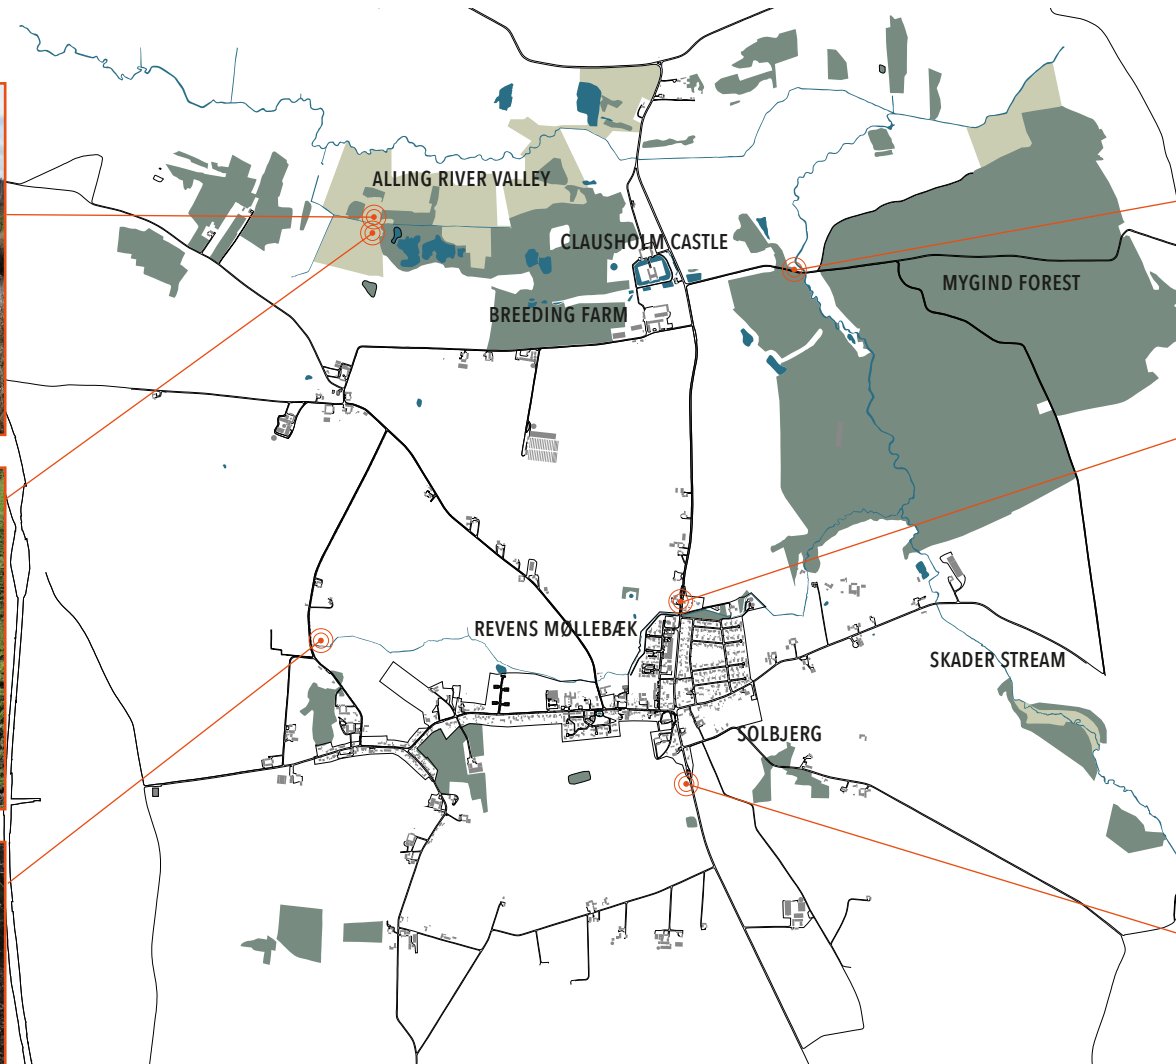 ALLING RIVER VALLEY
CLAUSHOLM CASTLE
MYGIND FOREST
BREEDING FARM
REVENS MØLLEBÆK
SKADER STREAM
SOLBJERG